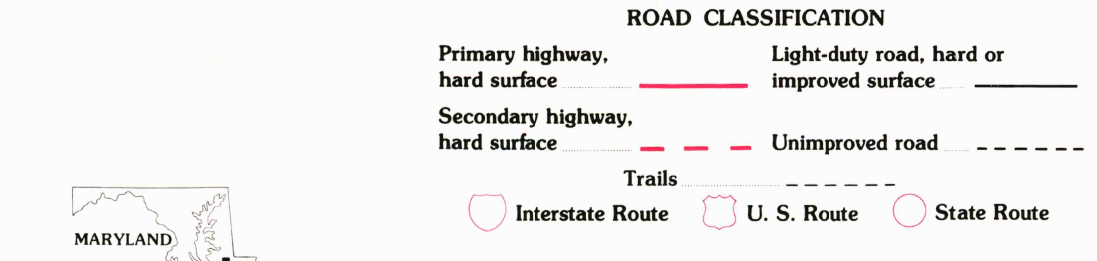 ROAD CLASSIFICATION
Primary highway,
hard surface
Light-duty road, hard or
improved surface
Secondary highway,
hard surface
Unimproved road
Trails
Interstate Route
U. S. Route
State Route
MARYLAND